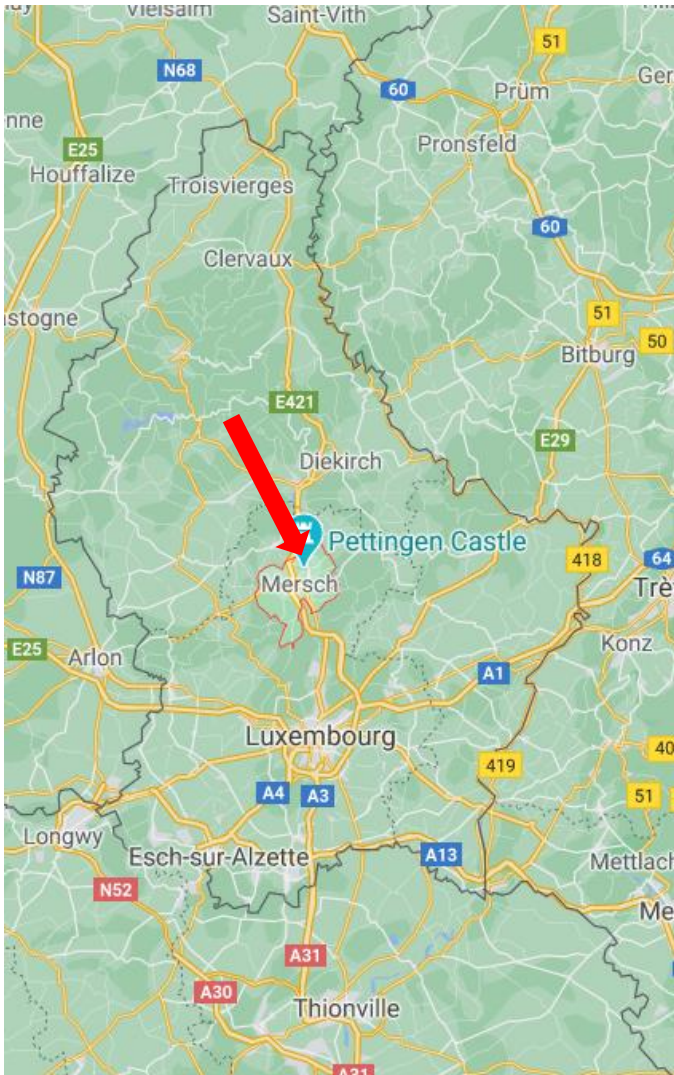 Vielsalm
Saint-Vith
51
N68
60
Prüm
Ger
nne
E25
Houffalize
Pronsfeld
Troisvierges
60
Clervaux
51
stogne
50
Bitburg
E421
E29
Diekirch
Pettingen Castle
418
64
N87
Mersch
Trè
E25
Konz
Arlon
A1
Luxembourg
40
419
A4
A3
51
Longwy
Esch-sur-Alzette
A13
Mettlach
N52
Me
A31
A30
Thionville
A31